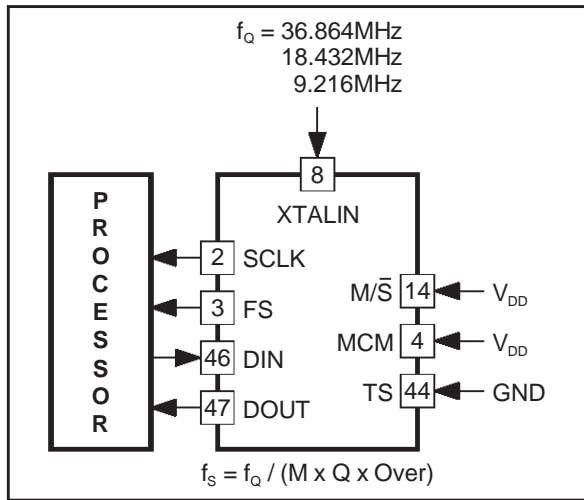 f_Q = 36.864MHz
18.432MHz
9.216MHz
8
XTALIN
PROCESSOR
2 SCLK
3 FS
46 DIN
47 DOUT
M/S̄ 14 V_DD
MCM 4 V_DD
TS 44 GND
f_S = f_Q / (M x Q x Over)